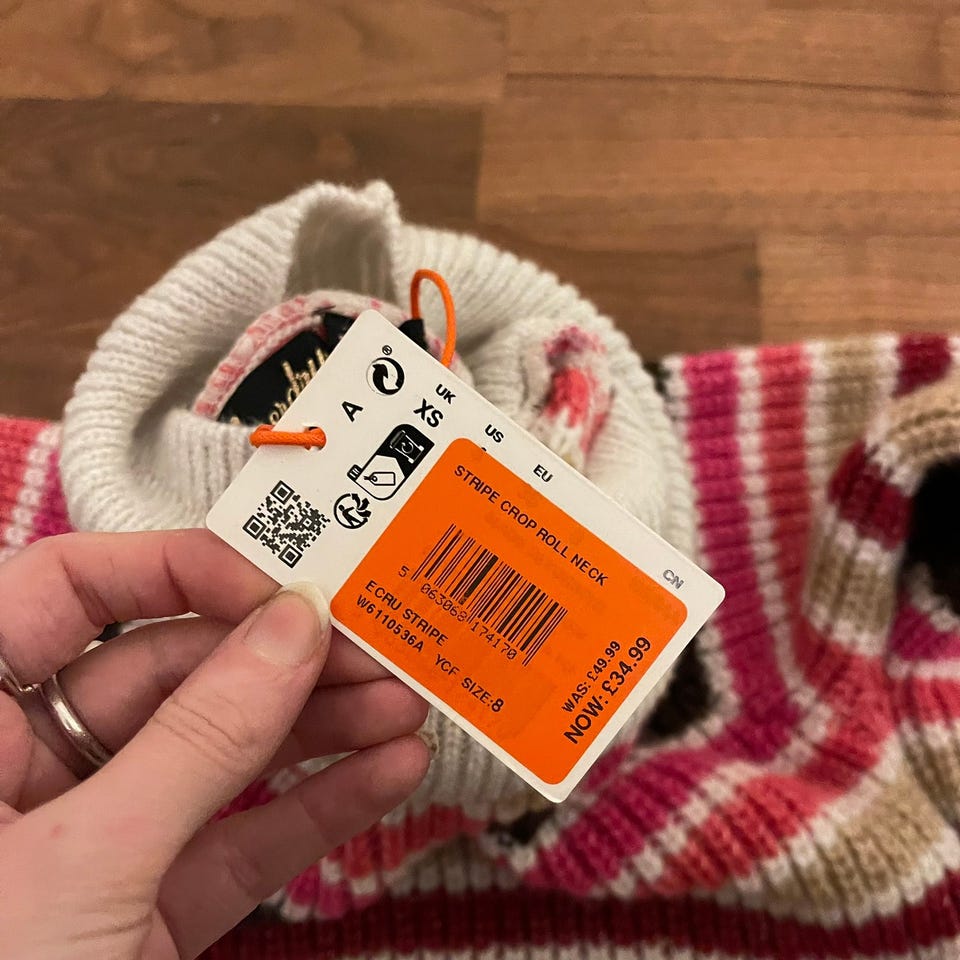 A
UK
XS
US
EU
CN
STRIPE CROP ROLL NECK
5 063068 174170
ECRU STRIPE
W6110536A YCF SIZE:8
WAS: £49.99
NOW: £34.99